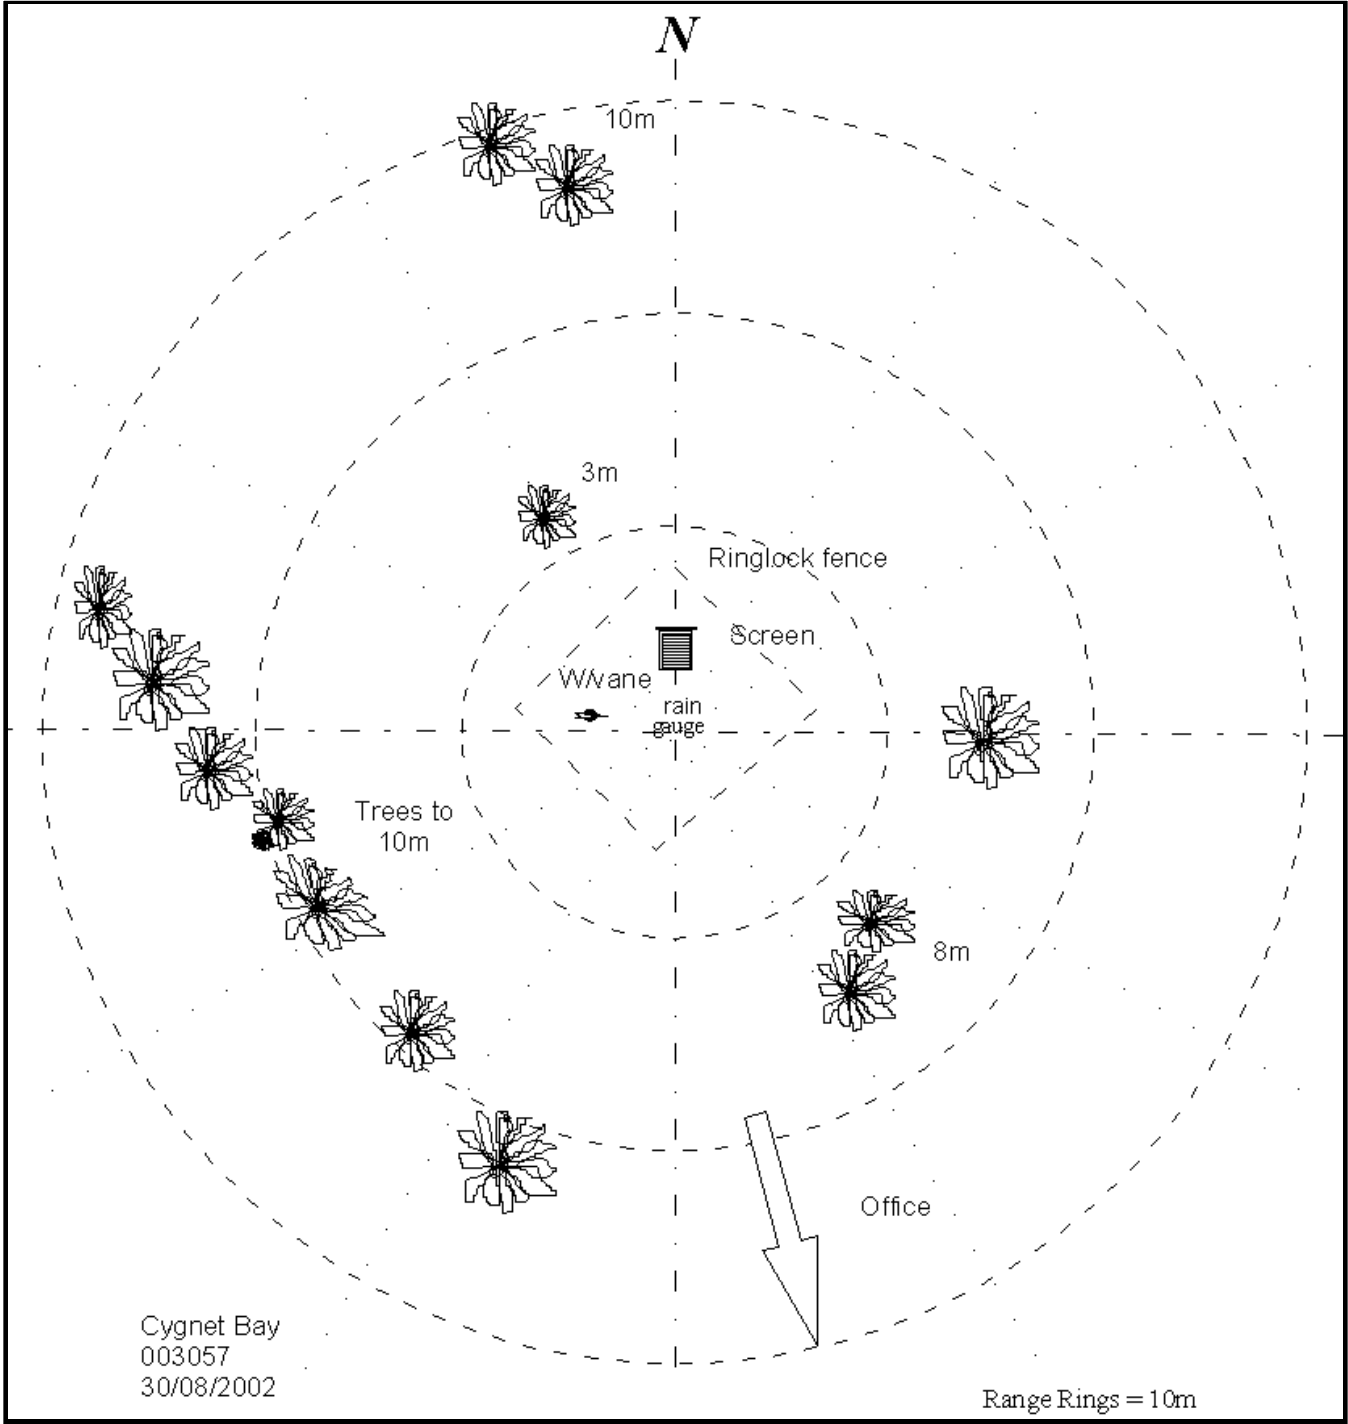 N
10m
3m
Ringlock fence
Screen
W/vane
rain
gauge
Trees to
10m
8m
Office
Cygnet Bay
003057
30/08/2002
Range Rings = 10m